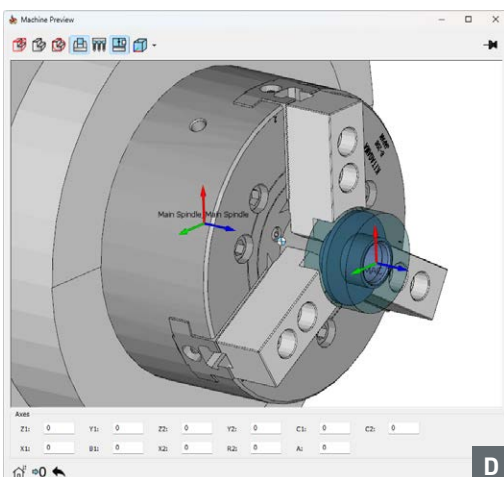 Machine Preview
Main Spindle Main Spindle
Axes
Z1: 0 Y1: 0 Z2: 0 Y2: 0 C1: 0 C2: 0
X1: 0 B1: 0 X2: 0 R2: 0 A: 0
D